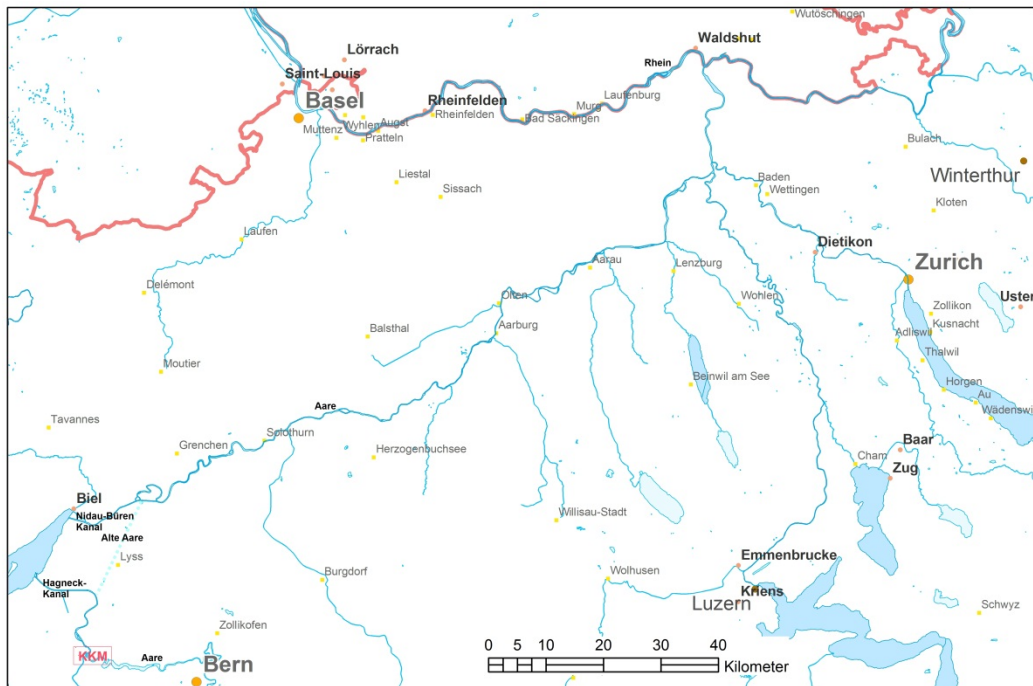 Wutöschingen
Waldshut
Lörrach
Rhein
Saint-Louis
Basel
Rheinfelden
Laufenburg
Murg
Rheinfelden
Bad Säckingen
Augst
Wyhlen
Muttenz
Pratteln
Bulach
Winterthur
Liestal
Sissach
Baden
Wettingen
Kloten
Laufen
Dietikon
Zurich
Aarau
Lenzburg
Delémont
Olten
Wohlen
Zollikon
Uster
Aarburg
Balsthal
Kusnacht
Adliswil
Thalwil
Moutier
Beinwil am See
Horgen
Au
Wädenswi
Aare
Tavannes
Solothurn
Grenchen
Herzogenbuchsee
Baar
Cham
Zug
Biel
Nidau-Büren
Kanal
Alte Aare
Willisau-Stadt
Lyss
Emmenbrucke
Hagneck-
Kanal
Burgdorf
Wolhusen
Kriens
Luzern
Schwyz
Zollikofen
KKM
Aare
Bern
0 5 10 20 30 40
Kilometer